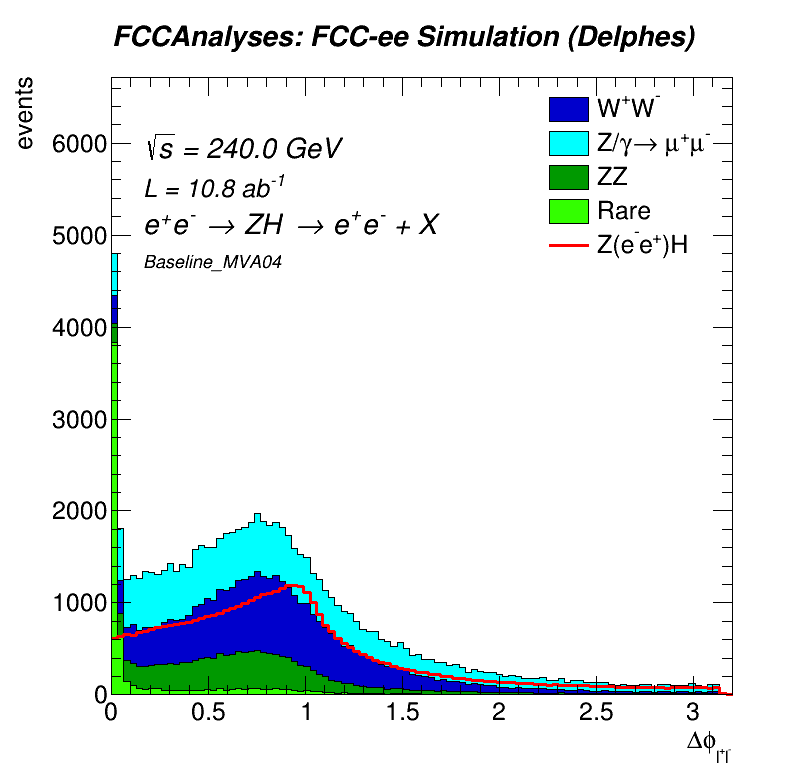 FCCAnalyses: FCC-ee Simulation (Delphes)
events
√s = 240.0 GeV
L = 10.8 ab⁻¹
e⁺e⁻ → ZH → e⁺e⁻ + X
Baseline_MVA04
W⁺W⁻
Z/γ→ μ⁺μ⁻
ZZ
Rare
Z(e⁻e⁺)H
6000
5000
4000
3000
2000
1000
0
0 0.5 1 1.5 2 2.5 3
Δϕ_l⁺l⁻